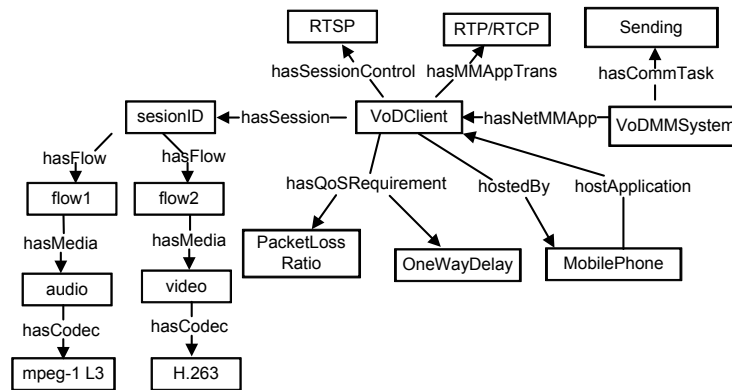 RTSP
RTP/RTCP
Sending
hasSessionControl
hasMMAppTrans
hasCommTask
sesionID
hasSession
VoDClient
hasNetMMApp
VoDMMSystem
hasFlow
hasFlow
hasQoSRequirement
hostedBy
hostApplication
flow1
flow2
hasMedia
hasMedia
PacketLoss
Ratio
OneWayDelay
MobilePhone
audio
video
hasCodec
hasCodec
mpeg-1 L3
H.263